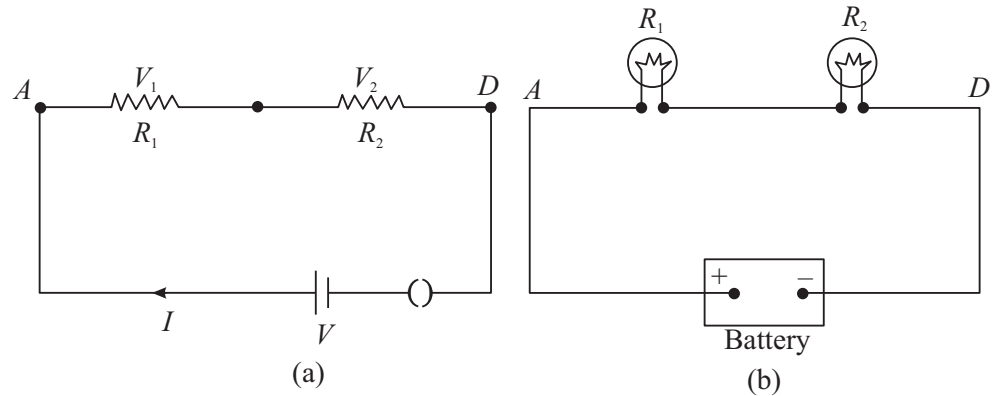 A
V₁
V₂
D
R₁
R₂
I
V
(a)
R₁
R₂
A
D
+
−
Battery
(b)